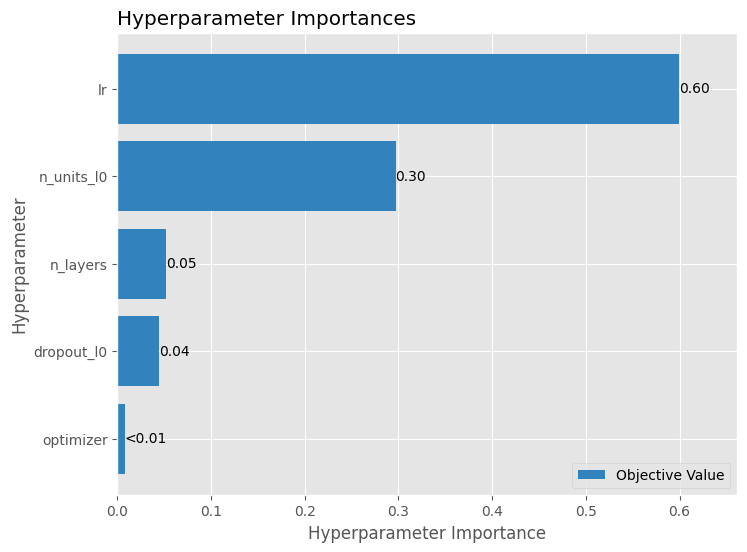 Hyperparameter Importances
Hyperparameter
lr
0.60
n_units_l0
0.30
n_layers
0.05
dropout_l0
0.04
optimizer
<0.01
Objective Value
0.0 0.1 0.2 0.3 0.4 0.5 0.6
Hyperparameter Importance